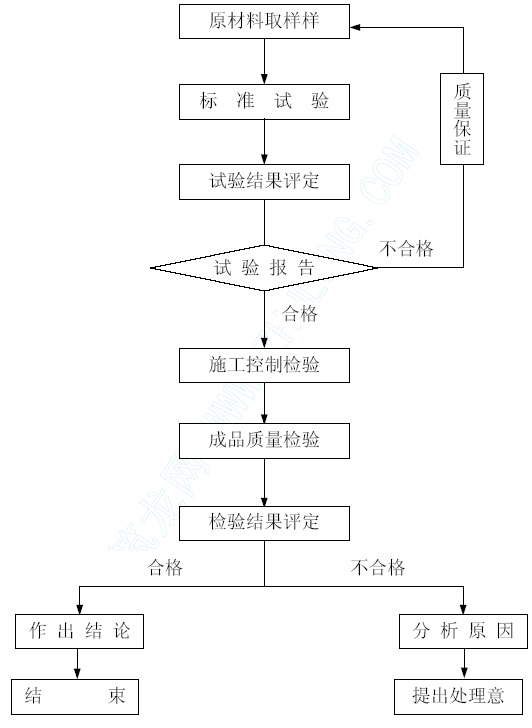 原材料取样样
标准试验
质量保证
试验结果评定
不合格
试验报告
合格
施工控制检验
成品质量检验
检验结果评定
合格
不合格
作出结论
分析原因
结束
提出处理意